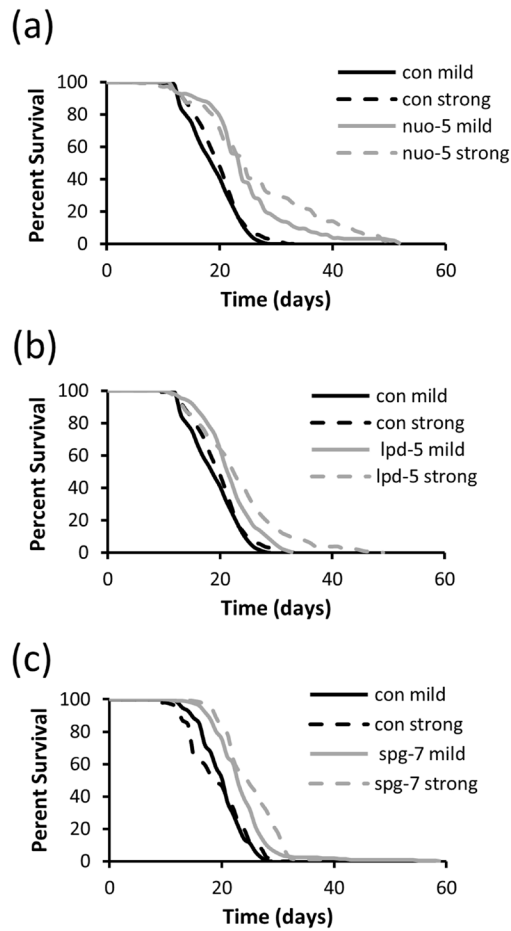 (a)
100
80
60
40
20
0
Percent Survival
con mild
con strong
nuo-5 mild
nuo-5 strong
0 20 40 60
Time (days)
(b)
100
80
60
40
20
0
Percent Survival
con mild
con strong
lpd-5 mild
lpd-5 strong
0 20 40 60
Time (days)
(c)
100
80
60
40
20
0
Perent Survival
con mild
con strong
spg-7 mild
spg-7 strong
0 20 40 60
Time (days)